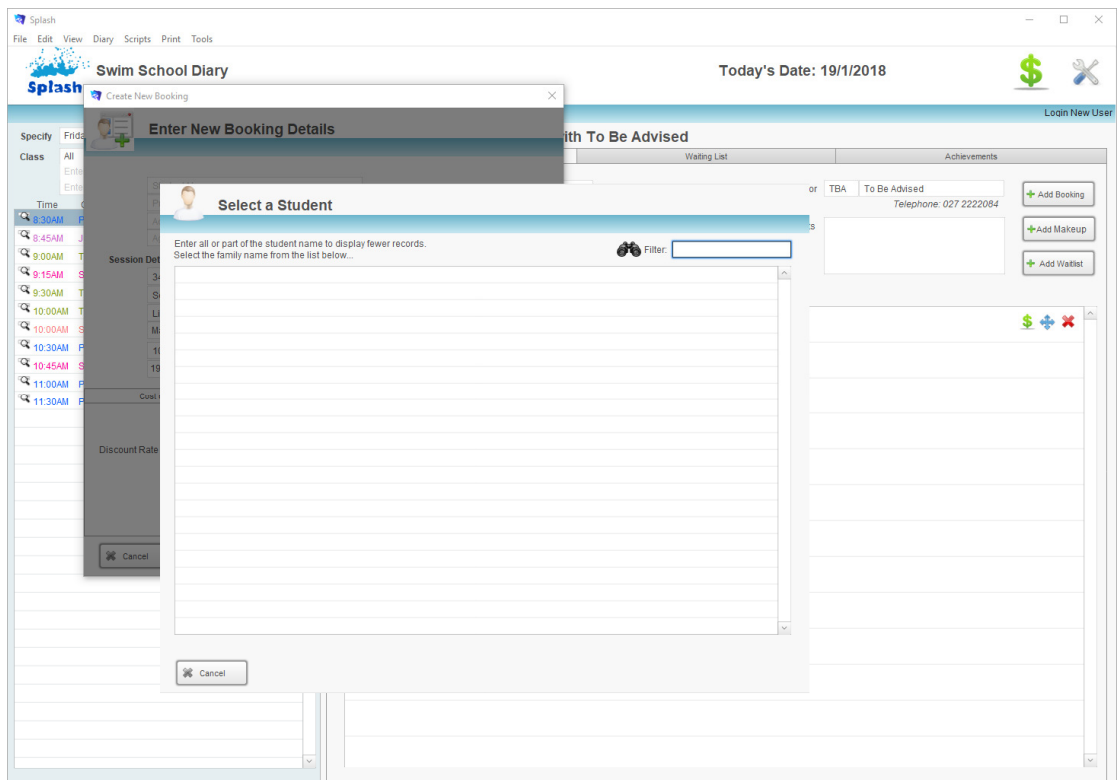 Splash
File Edit View Diary Scripts Print Tools
Splash
Swim School Diary
Today's Date: 19/1/2018
Login New User
Create New Booking
Enter New Booking Details
ith To Be Advised
Specify
Class All
Waiting List
Achievements
or TBA To Be Advised
Telephone: 027 2222084
Add Booking
Add Makeup
Add Waitlist
Time
8:30AM P
8:45AM J
9:00AM T
9:15AM S
9:30AM T
10:00AM T
10:00AM S
10:30AM P
10:45AM S
11:00AM P
11:30AM P
Discount Rate
Cancel
Select a Student
Enter all or part of the student name to display fewer records.
Select the family name from the list below...
Filter:
Cancel